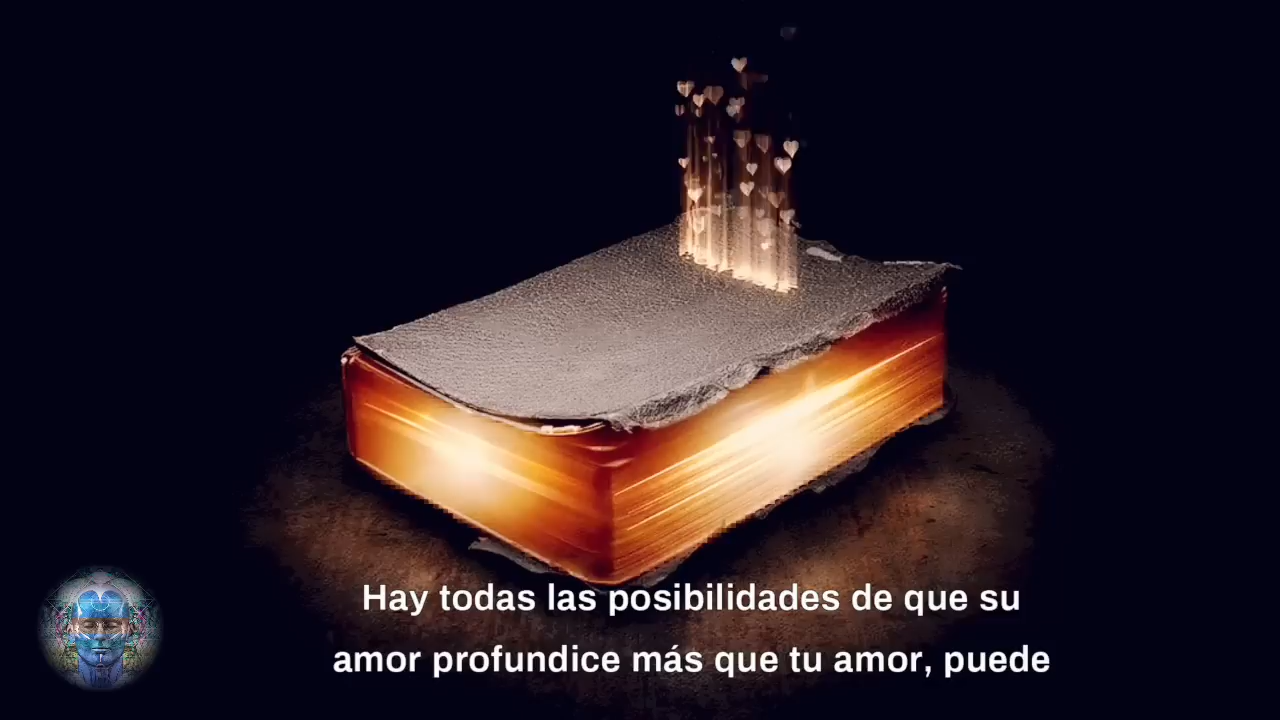 Hay todas las posibilidades de que su
amor profundice más que tu amor, puede